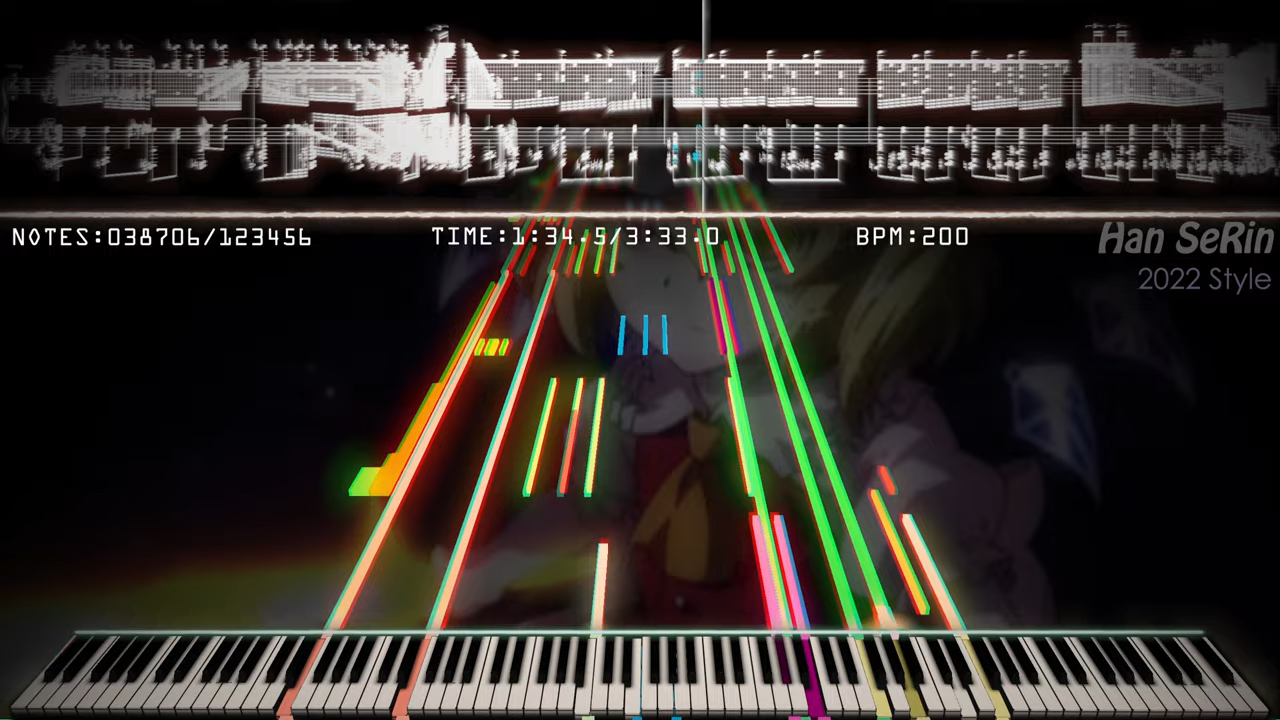 NOTES:038706/123456
TIME:1:34.5/3:33.0
BPM:200
Han SeRin
2022 Style